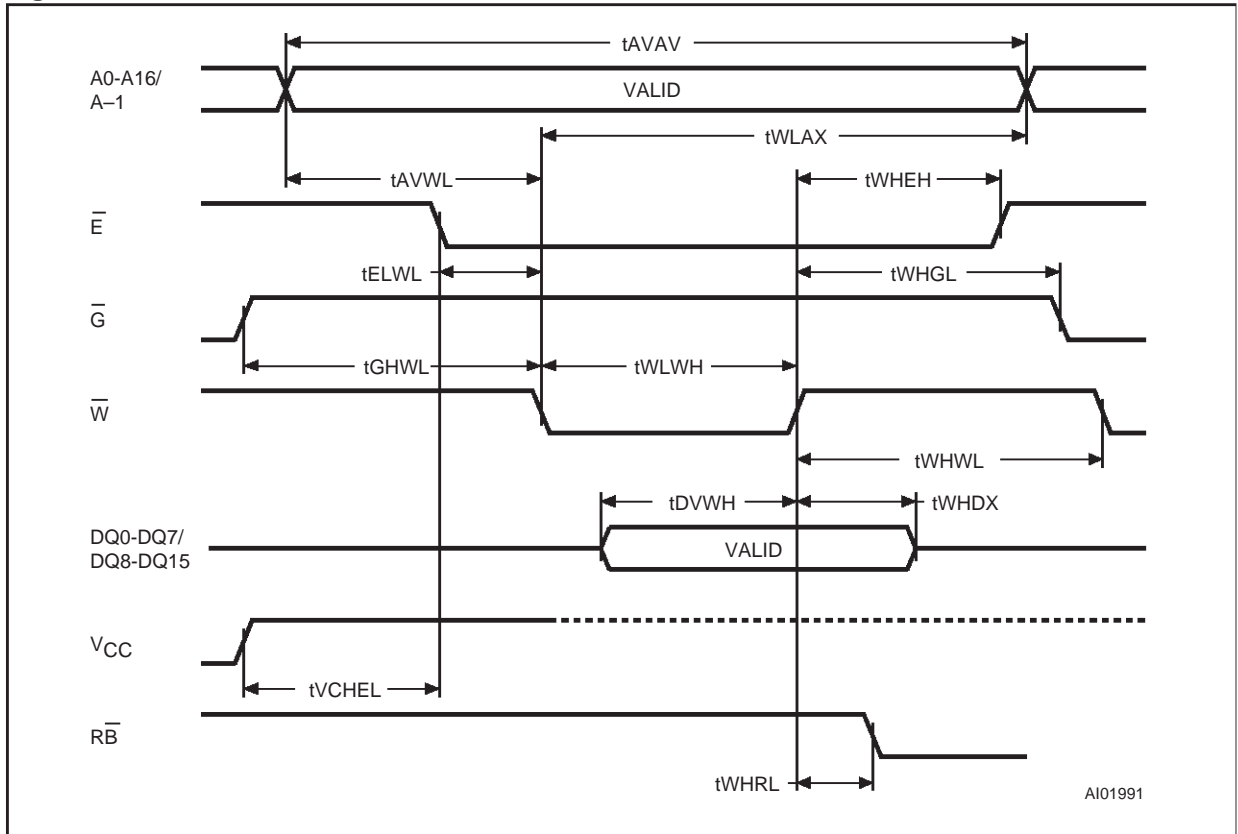 tAVAV
A0-A16/
A–1
VALID
tWLAX
tAVWL
tWHEH
E̅
tELWL
tWHGL
G̅
tGHWL
tWLWH
W̅
tWHWL
tDVWH
tWHDX
DQ0-DQ7/
DQ8-DQ15
VALID
VCC
tVCHEL
RB̅
tWHRL
AI01991